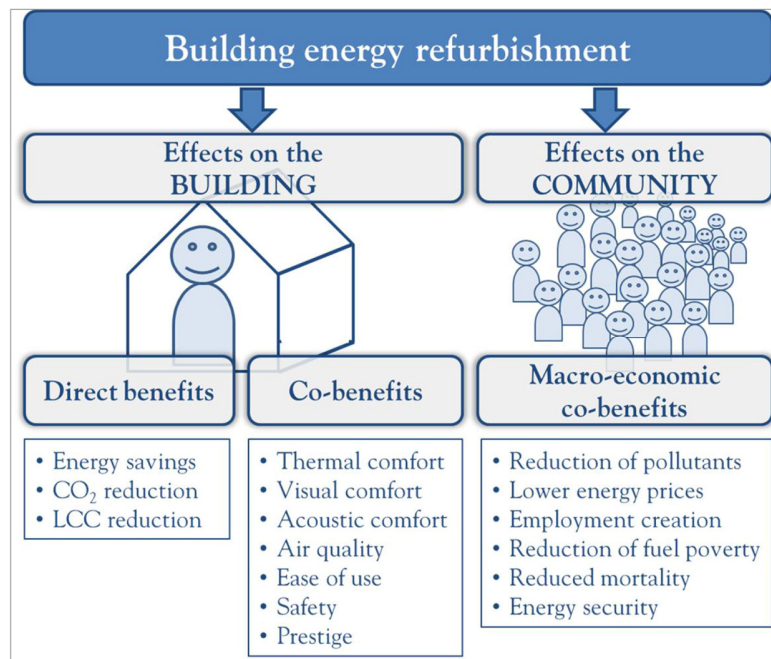 Building energy refurbishment
Effects on the
BUILDING
Effects on the
COMMUNITY
Direct benefits
Co-benefits
Macro-economic
co-benefits
• Energy savings
• CO₂ reduction
• LCC reduction
• Thermal comfort
• Visual comfort
• Acoustic comfort
• Air quality
• Ease of use
• Safety
• Prestige
• Reduction of pollutants
• Lower energy prices
• Employment creation
• Reduction of fuel poverty
• Reduced mortality
• Energy security